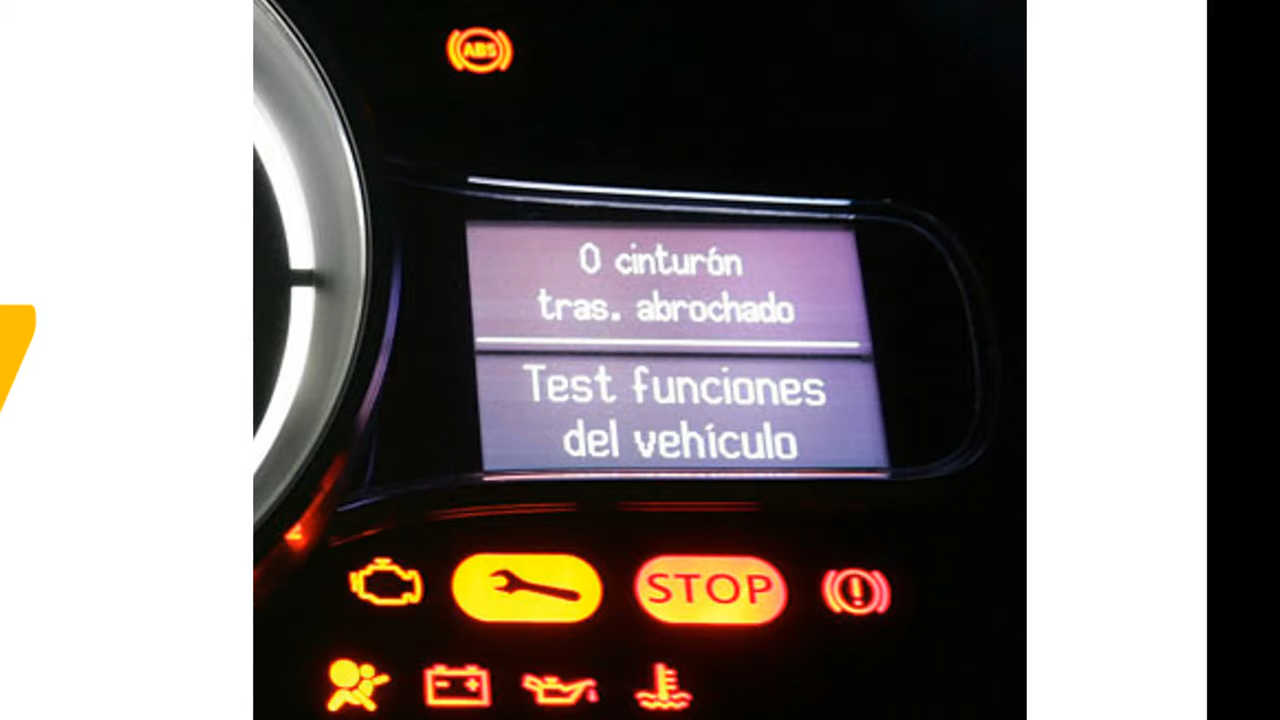 ABS
0 cinturón
tras. abrochado
Test funciones
del vehículo
STOP